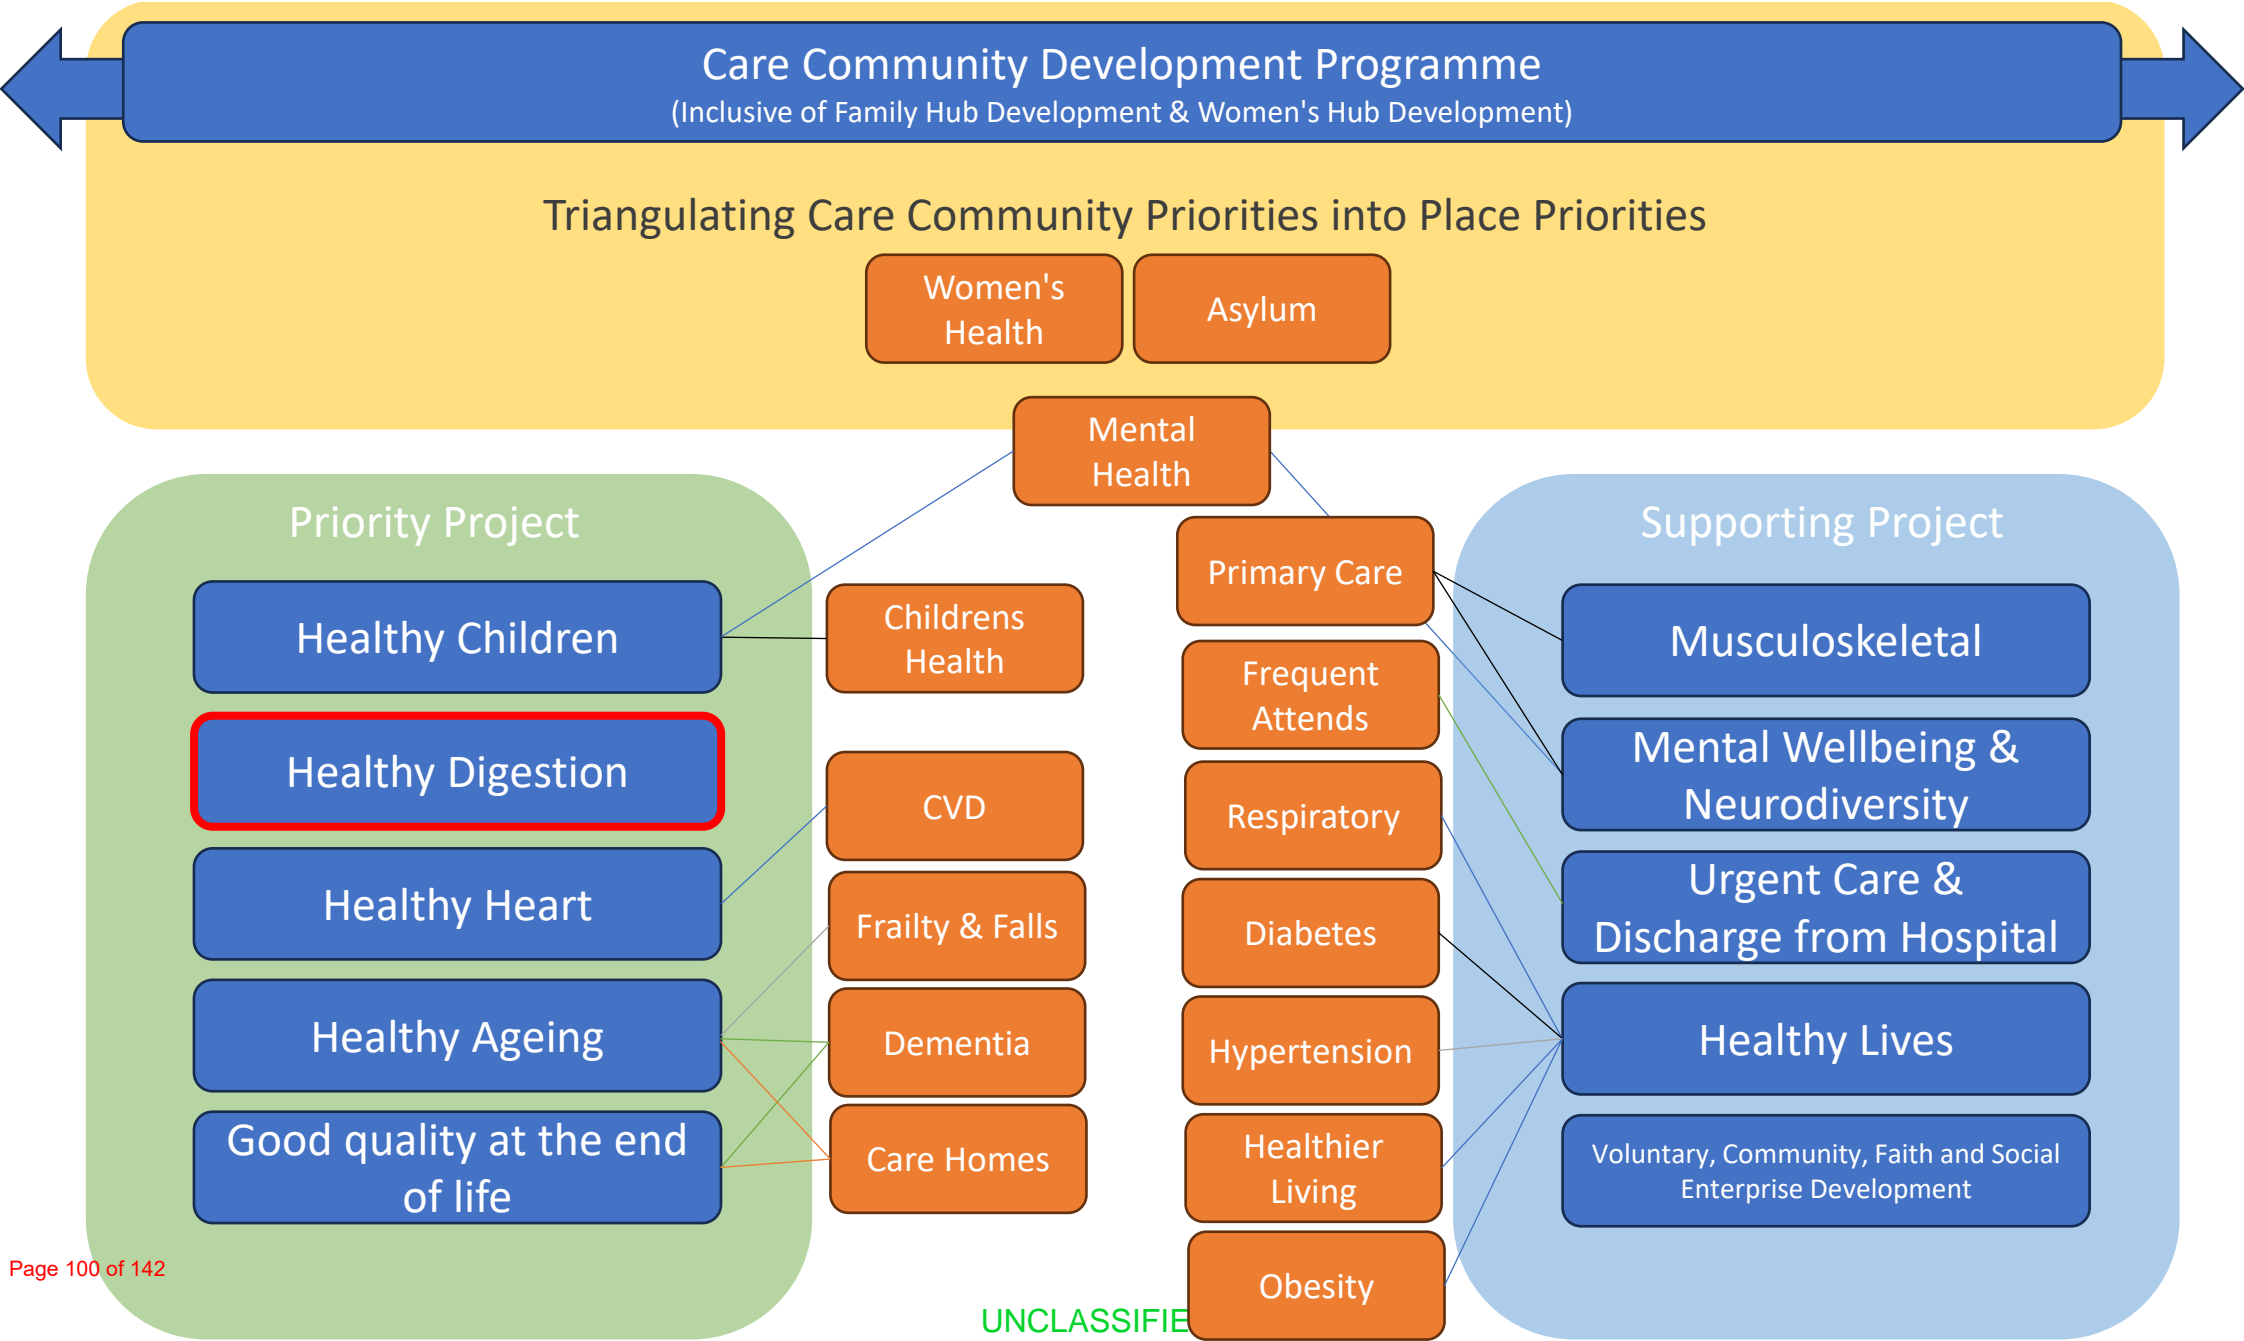 Care Community Development Programme
(Inclusive of Family Hub Development & Women's Hub Development)
Triangulating Care Community Priorities into Place Priorities
Women's
Health
Asylum
Mental
Health
Priority Project
Healthy Children
Healthy Digestion
Healthy Heart
Healthy Ageing
Good quality at the end
of life
Childrens
Health
CVD
Frailty & Falls
Dementia
Care Homes
Primary Care
Frequent
Attends
Respiratory
Diabetes
Hypertension
Healthier
Living
Obesity
Supporting Project
Musculoskeletal
Mental Wellbeing &
Neurodiversity
Urgent Care &
Discharge from Hospital
Healthy Lives
Voluntary, Community, Faith and Social
Enterprise Development
Page 100 of 142
UNCLASSIFIE